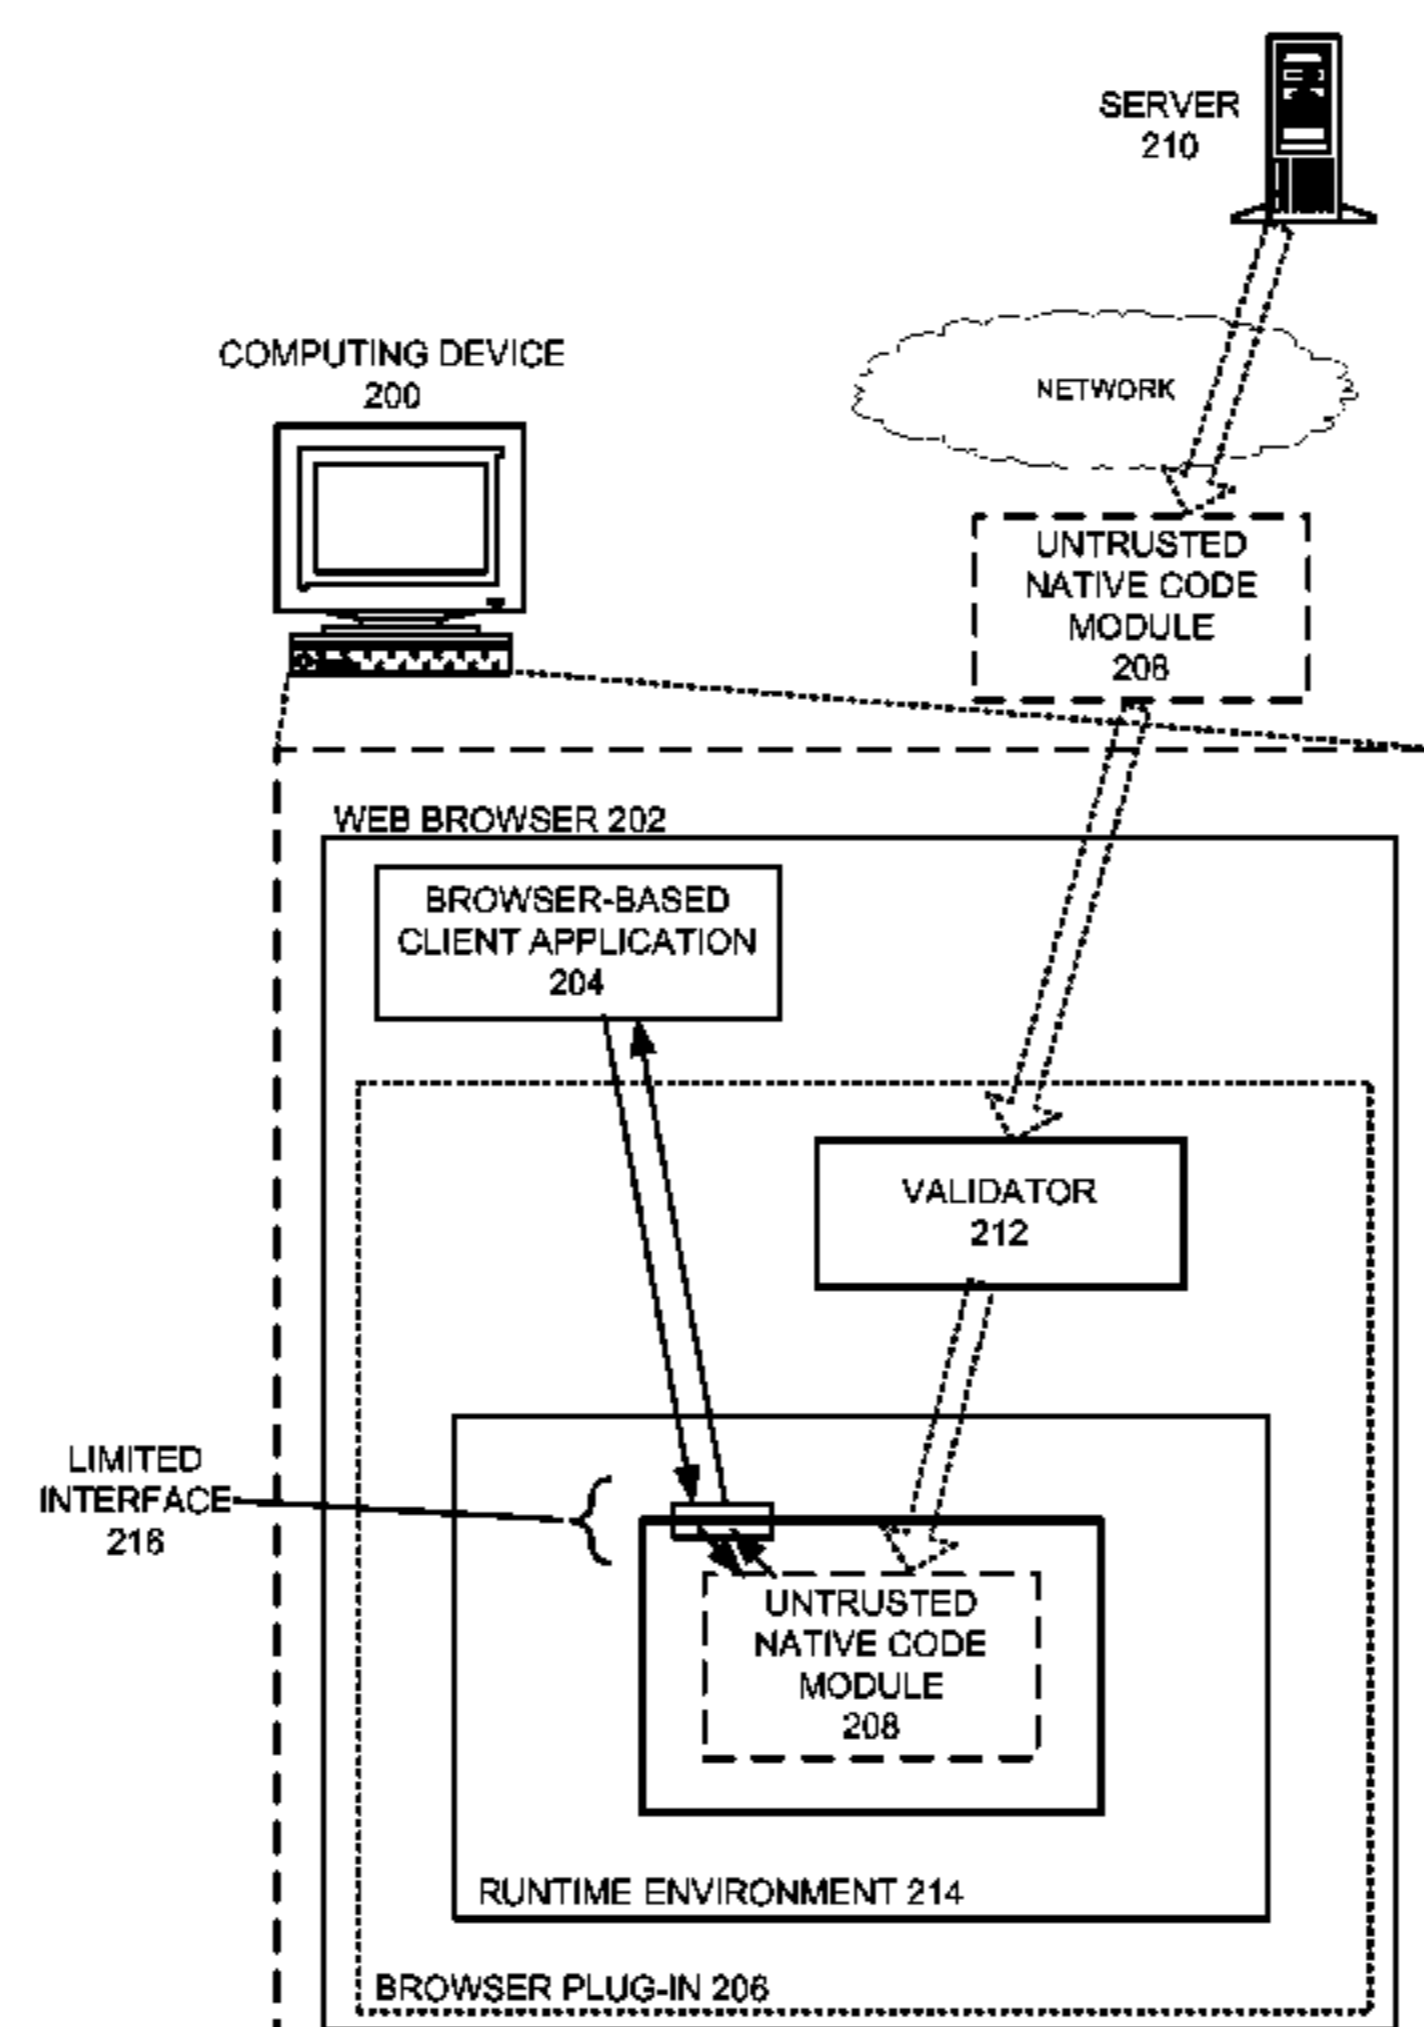 SERVER
210
COMPUTING DEVICE
200
NETWORK
UNTRUSTED
NATIVE CODE
MODULE
208
WEB BROWSER 202
BROWSER-BASED
CLIENT APPLICATION
204
VALIDATOR
212
LIMITED
INTERFACE
216
UNTRUSTED
NATIVE CODE
MODULE
208
RUNTIME ENVIRONMENT 214
BROWSER PLUG-IN 206